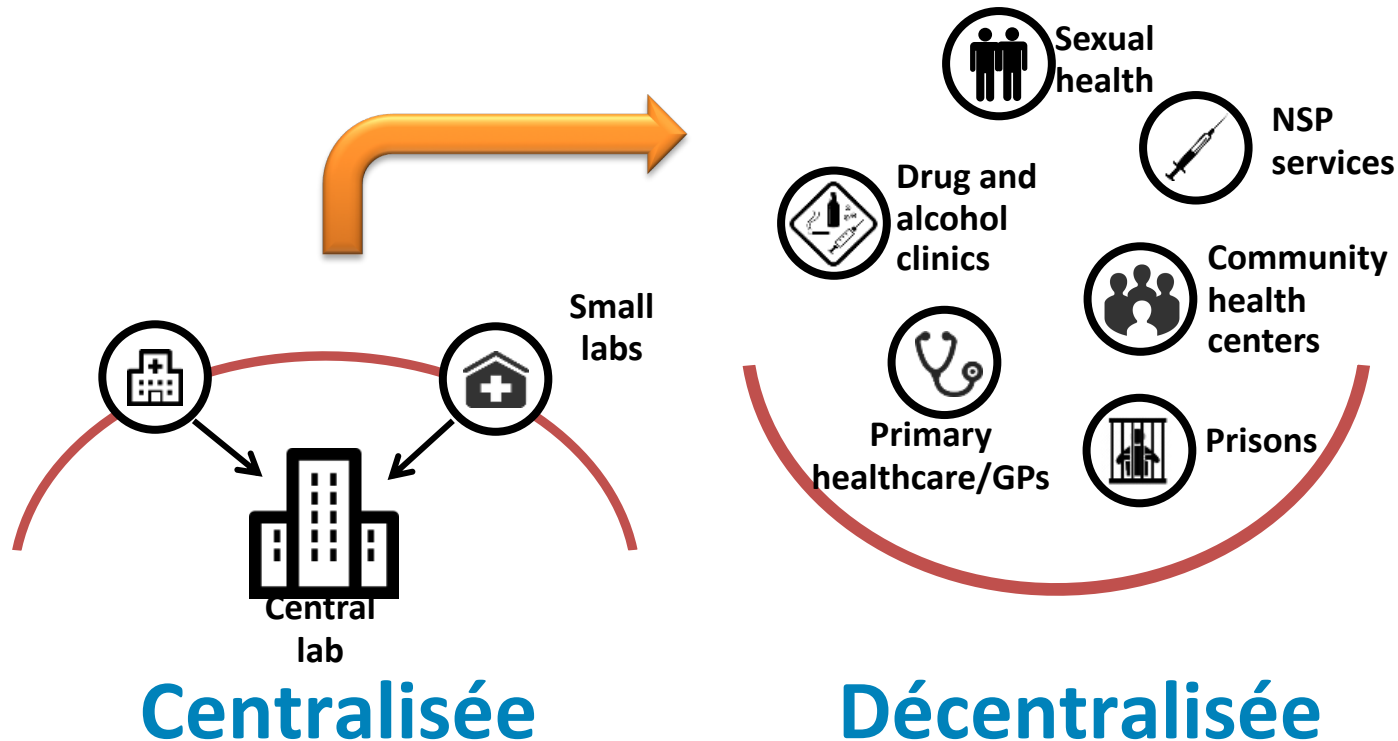 Sexual
health
NSP
services
Drug and
alcohol
clinics
Community
health
centers
Small
labs
Primary
healthcare/GPs
Prisons
Central
lab
Centralisée
Décentralisée